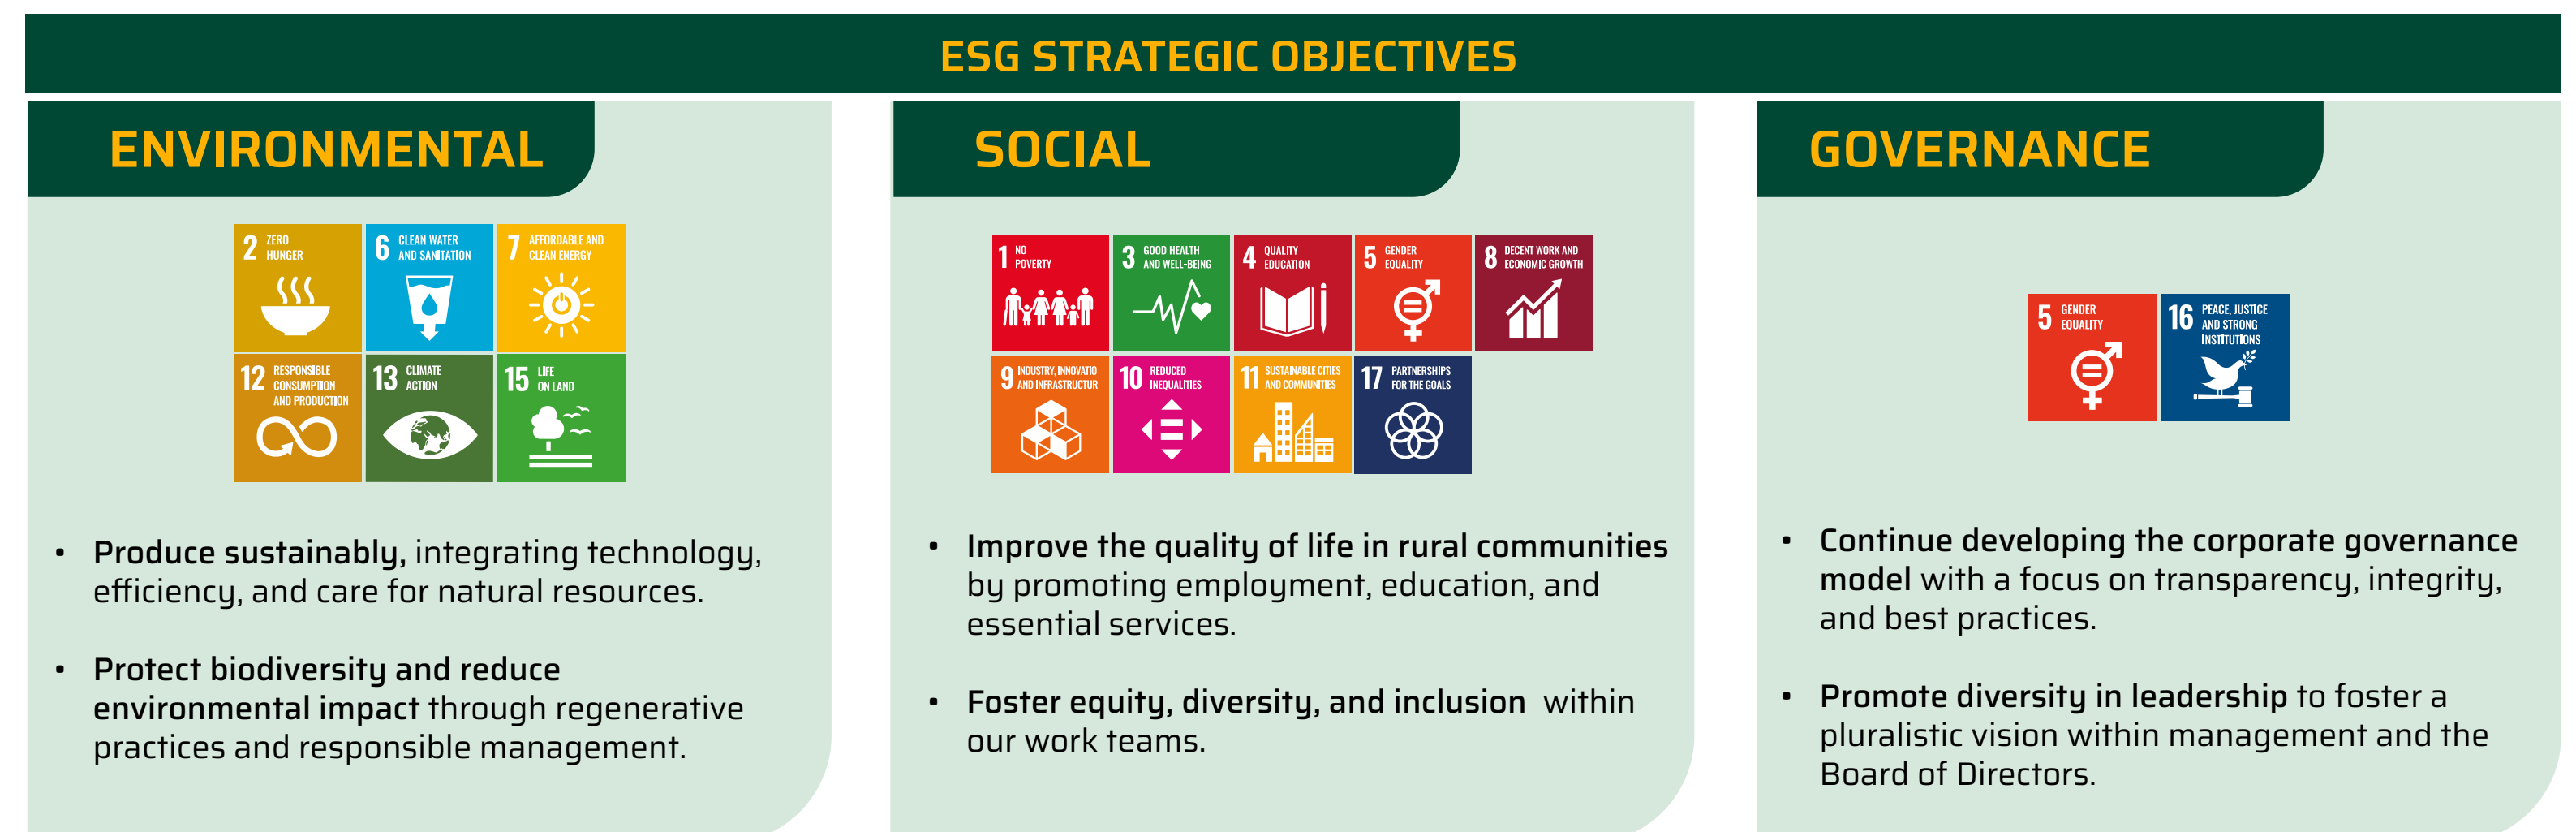 ESG STRATEGIC OBJECTIVES
ENVIRONMENTAL
2 ZERO
HUNGER
6 CLEAN WATER
AND SANITATION
7 AFFORDABLE AND
CLEAN ENERGY
12 RESPONSIBLE
CONSUMPTION
AND PRODUCTION
13 CLIMATE
ACTION
15 LIFE
ON LAND
• Produce sustainably, integrating technology,
efficiency, and care for natural resources.
• Protect biodiversity and reduce
environmental impact through regenerative
practices and responsible management.
SOCIAL
1 NO
POVERTY
3 GOOD HEALTH
AND WELL-BEING
4 QUALITY
EDUCATION
5 GENDER
EQUALITY
8 DECENT WORK AND
ECONOMIC GROWTH
9 INDUSTRY, INNOVATIO
AND INFRASTRUCTUR
10 REDUCED
INEQUALITIES
11 SUSTAINABLE CITIES
AND COMMUNITIES
17 PARTNERSHIPS
FOR THE GOALS
• Improve the quality of life in rural communities
by promoting employment, education, and
essential services.
• Foster equity, diversity, and inclusion within
our work teams.
GOVERNANCE
5 GENDER
EQUALITY
16 PEACE, JUSTICE
AND STRONG
INSTITUTIONS
• Continue developing the corporate governance
model with a focus on transparency, integrity,
and best practices.
• Promote diversity in leadership to foster a
pluralistic vision within management and the
Board of Directors.